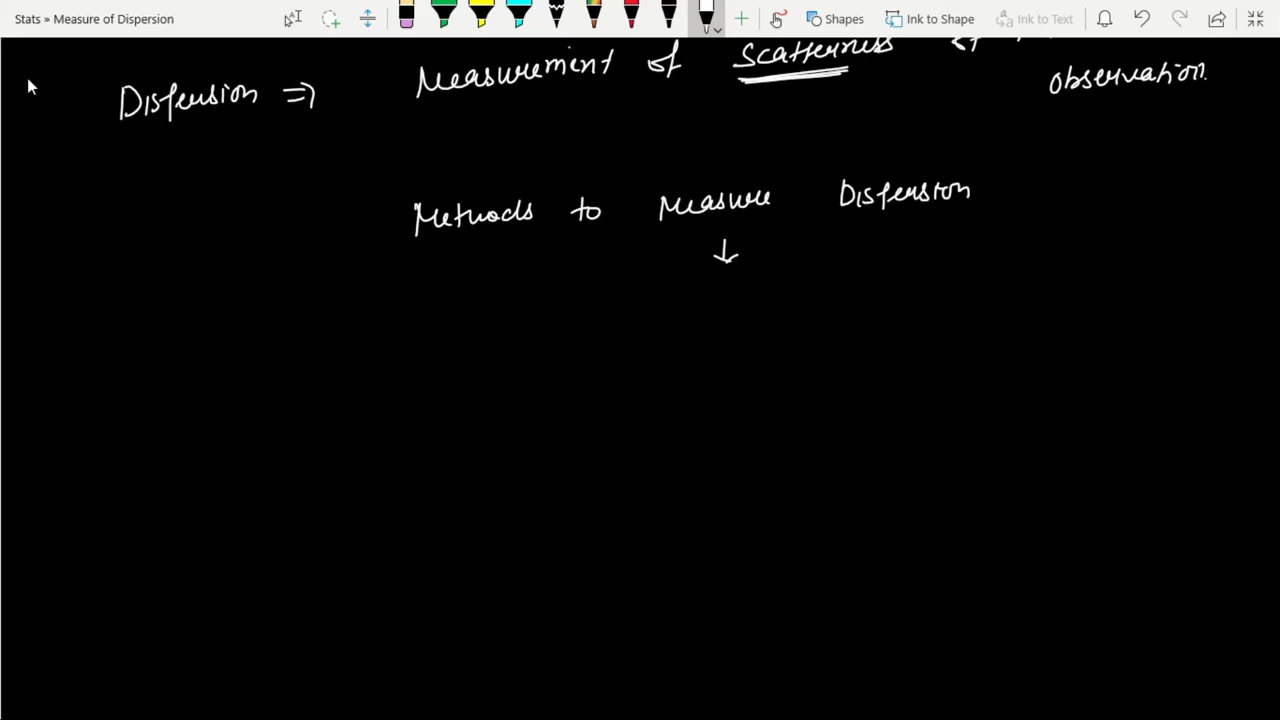 Stats » Measure of Dispersion
Shapes
Ink to Shape
Ink to Text
Dispersion ⇒ Measurement of Scatterness of
observation.
Methods to Measure Dispersion
↓